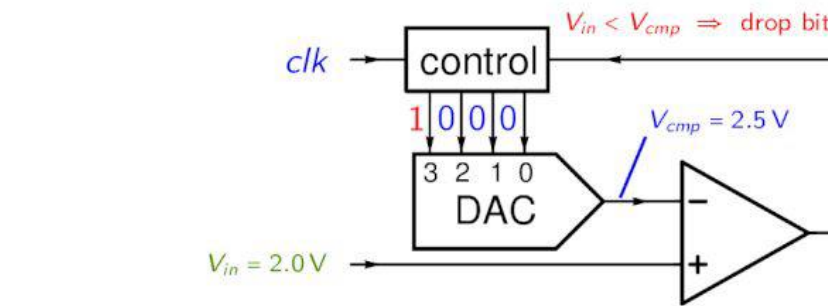 V_in < V_cmp ⇒ drop bit
clk
control
1 0 0 0
V_cmp = 2.5 V
3 2 1 0
DAC
−
+
V_in = 2.0 V